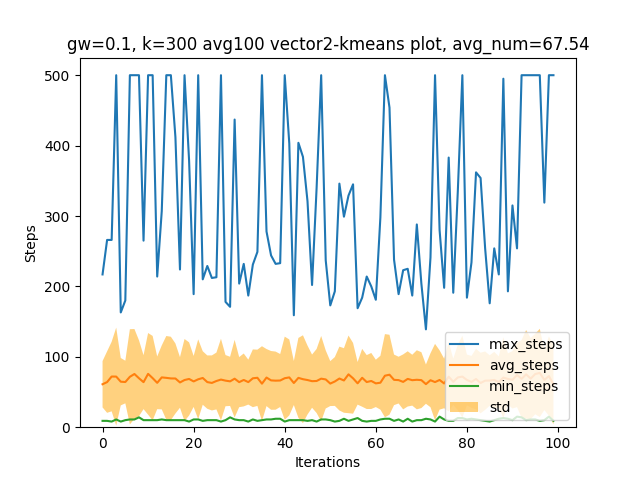 gw=0.1, k=300 avg100 vector2-kmeans plot, avg_num=67.54
500
400
300
200
100
0
Steps
max_steps
avg_steps
min_steps
std
0 20 40 60 80 100
Iterations